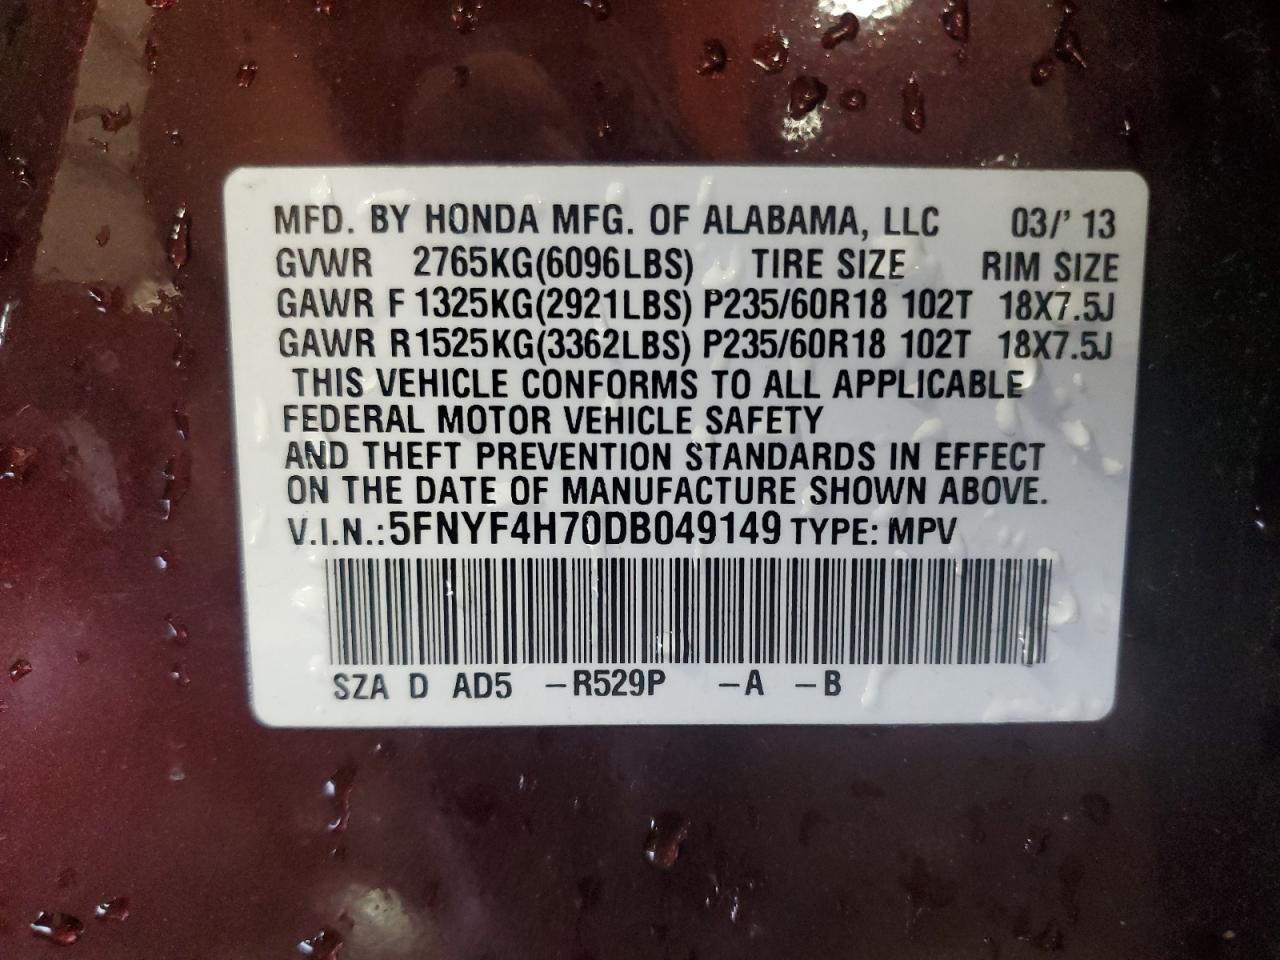 MFD. BY HONDA MFG. OF ALABAMA, LLC 03/' 13
GVWR 2765KG(6096LBS) TIRE SIZE RIM SIZE
GAWR F 1325KG(2921LBS) P235/60R18 102T 18X7.5J
GAWR R 1525KG(3362LBS) P235/60R18 102T 18X7.5J
THIS VEHICLE CONFORMS TO ALL APPLICABLE
FEDERAL MOTOR VEHICLE SAFETY
AND THEFT PREVENTION STANDARDS IN EFFECT
ON THE DATE OF MANUFACTURE SHOWN ABOVE.
V.I.N.: 5FNYF4H70DB049149 TYPE: MPV
SZA D AD5 -R529P -A -B